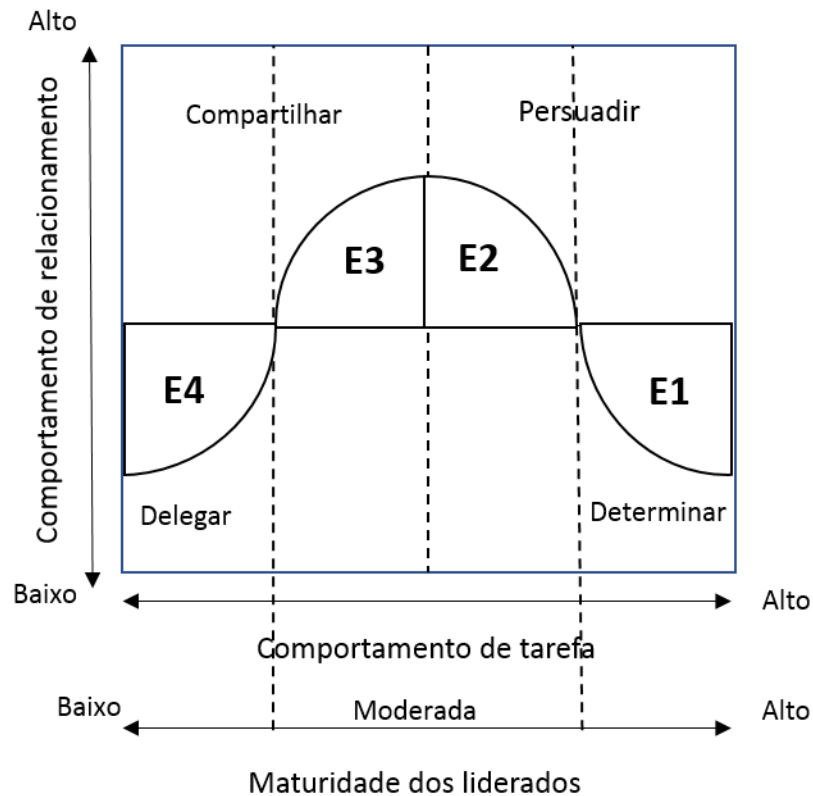 Alto
Comportamento de relacionamento
Compartilhar
Persuadir
E3
E2
E4
E1
Delegar
Determinar
Baixo
Alto
Comportamento de tarefa
Baixo
Moderada
Alto
Maturidade dos liderados